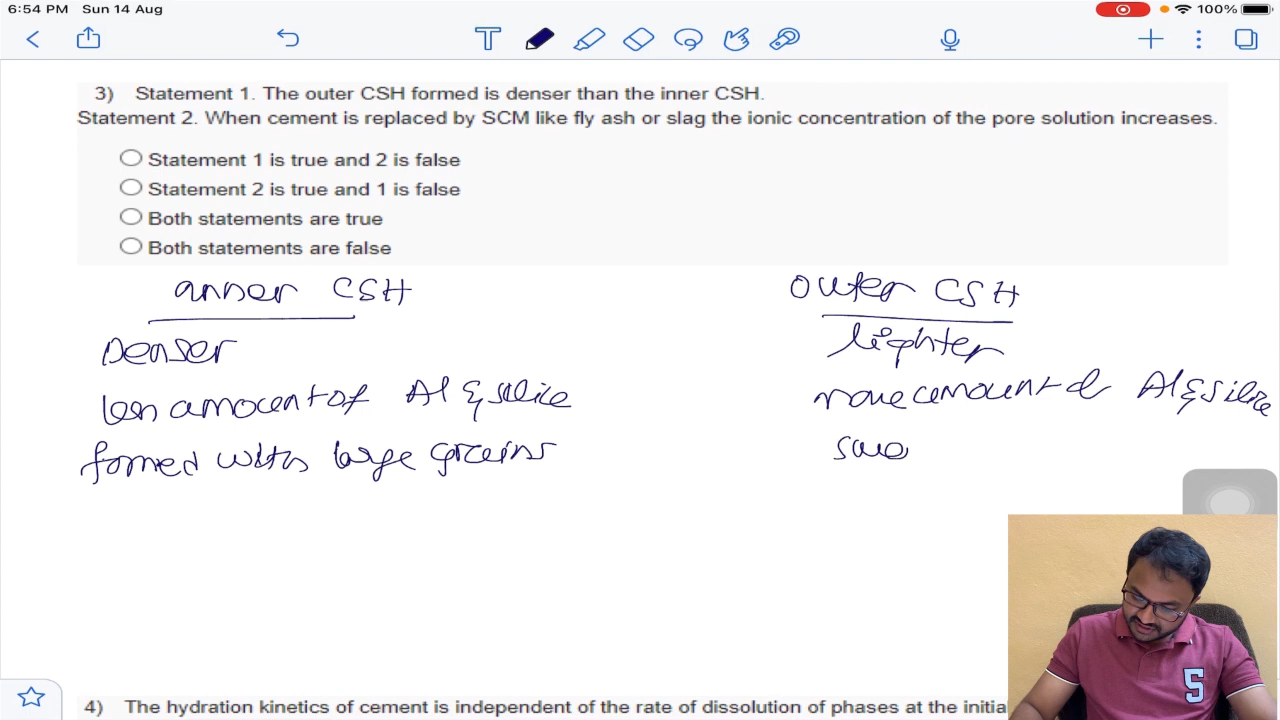 6:54 PM Sun 14 Aug
100%
3) Statement 1. The outer CSH formed is denser than the inner CSH.
Statement 2. When cement is replaced by SCM like fly ash or slag the ionic concentration of the pore solution increases.
Statement 1 is true and 2 is false
Statement 2 is true and 1 is false
Both statements are true
Both statements are false
CSH
outer CSH
Denser
lighter
amount of Al &
amount of Al & silice
formed with large grains
4) The hydration kinetics of cement is independent of the rate of dissolution of phases at the initia
S